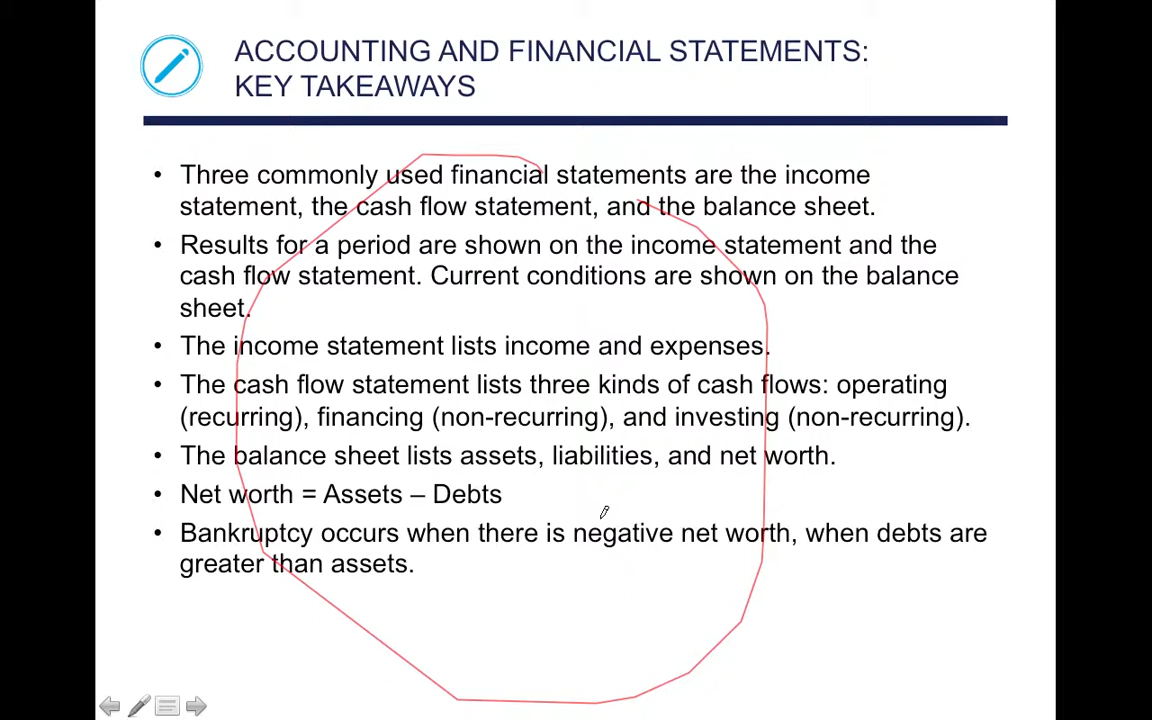 ACCOUNTING AND FINANCIAL STATEMENTS:
KEY TAKEAWAYS
• Three commonly used financial statements are the income
statement, the cash flow statement, and the balance sheet.
• Results for a period are shown on the income statement and the
cash flow statement. Current conditions are shown on the balance
sheet.
• The income statement lists income and expenses.
• The cash flow statement lists three kinds of cash flows: operating
(recurring), financing (non-recurring), and investing (non-recurring).
• The balance sheet lists assets, liabilities, and net worth.
• Net worth = Assets – Debts
• Bankruptcy occurs when there is negative net worth, when debts are
greater than assets.